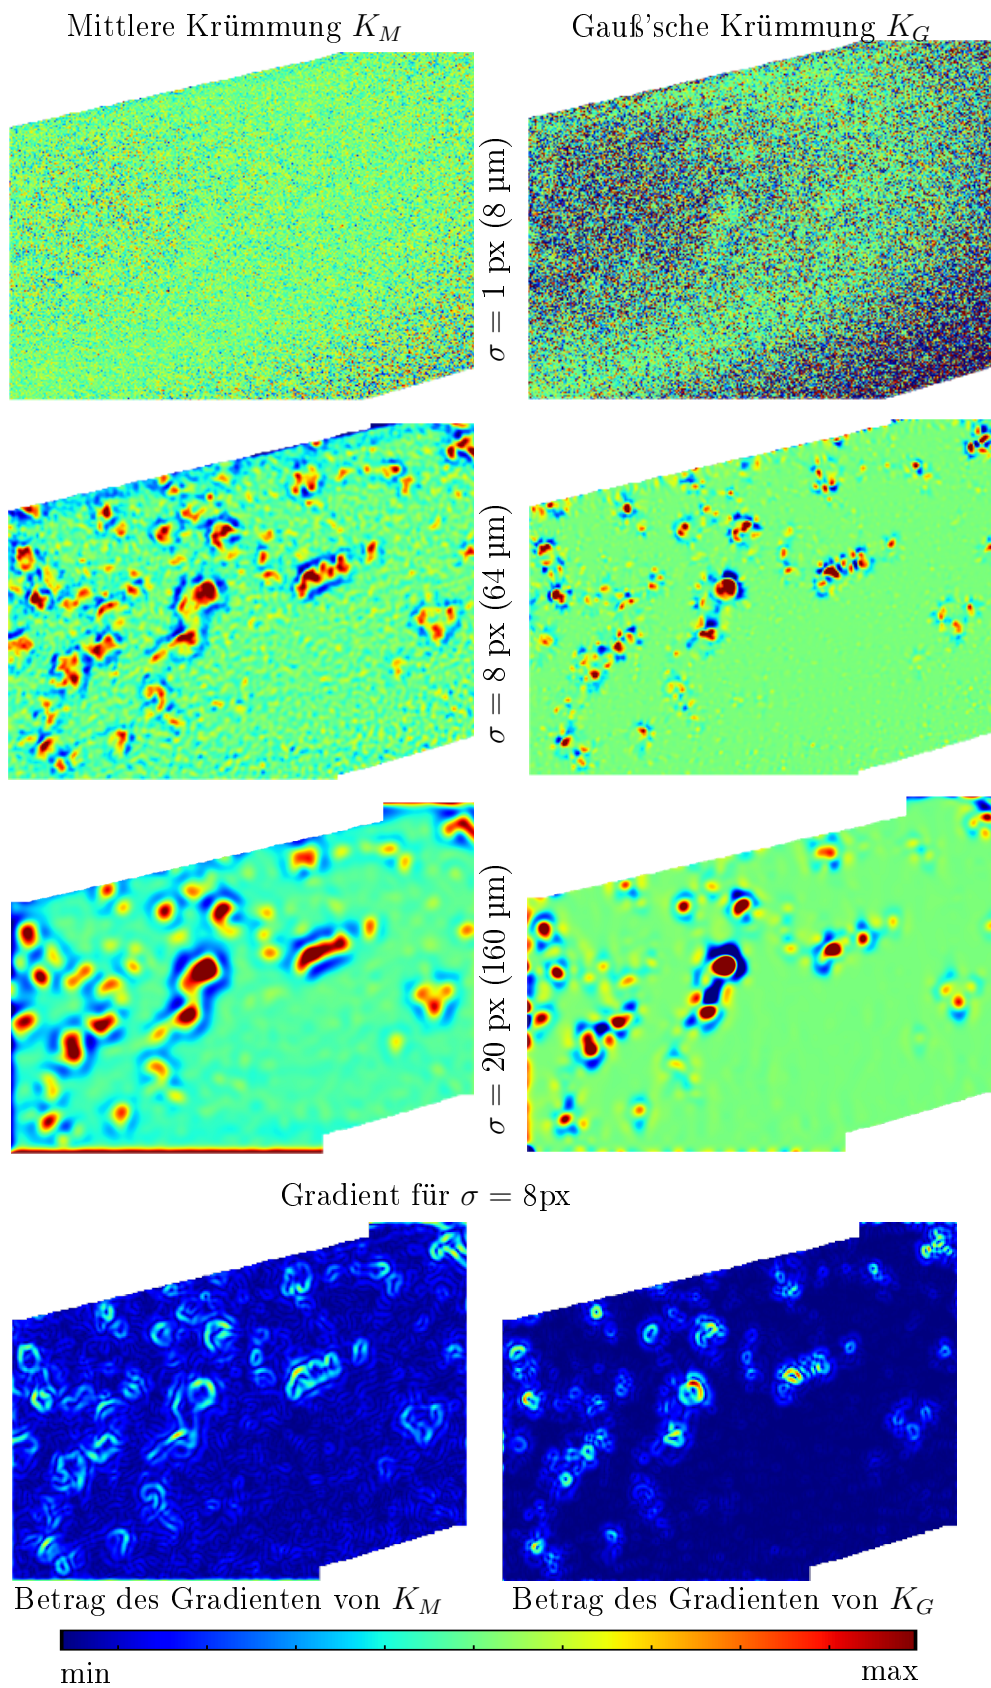 Mittlere Krümmung K_M
Gauß'sche Krümmung K_G
σ = 1 px (8 µm)
σ = 8 px (64 µm)
σ = 20 px (160 µm)
Gradient für σ = 8px
Betrag des Gradienten von K_M
Betrag des Gradienten von K_G
min
max